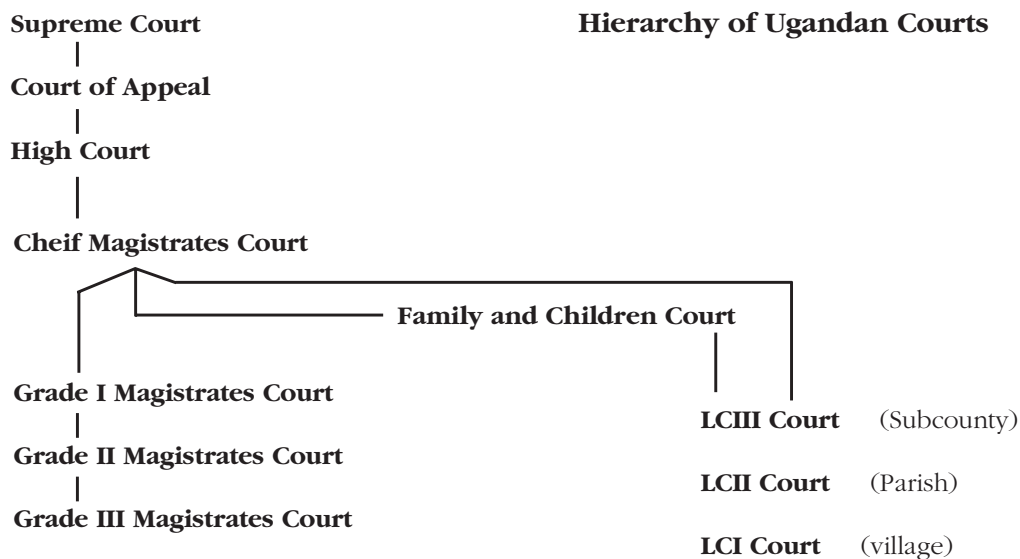 Hierarchy of Ugandan Courts
Supreme Court
Court of Appeal
High Court
Cheif Magistrates Court
Family and Children Court
Grade I Magistrates Court
Grade II Magistrates Court
Grade III Magistrates Court
LCIII Court (Subcounty)
LCII Court (Parish)
LCI Court (village)